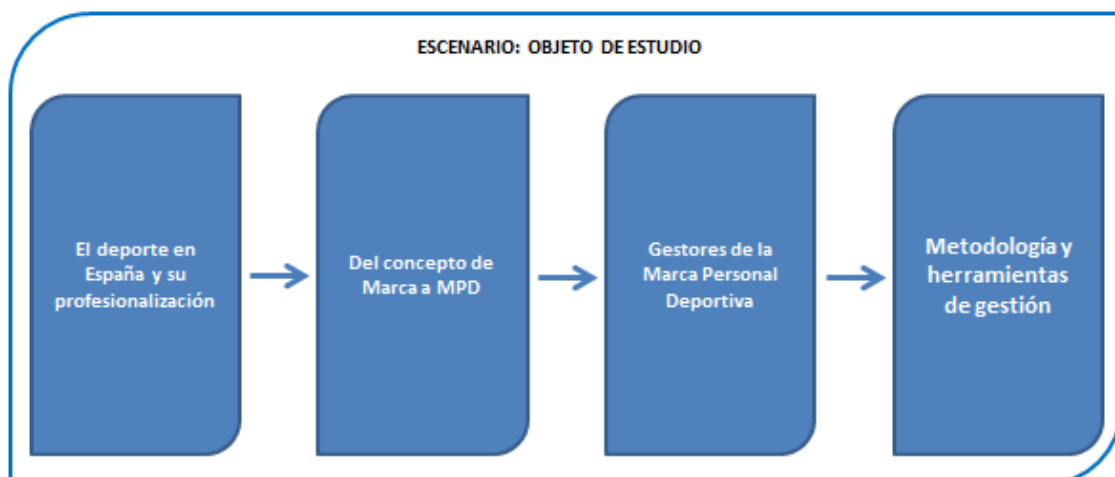 ESCENARIO: OBJETO DE ESTUDIO
El deporte en
España y su
profesionalización
Del concepto de
Marca a MPD
Gestores de la
Marca Personal
Deportiva
Metodología y
herramientas
de gestión